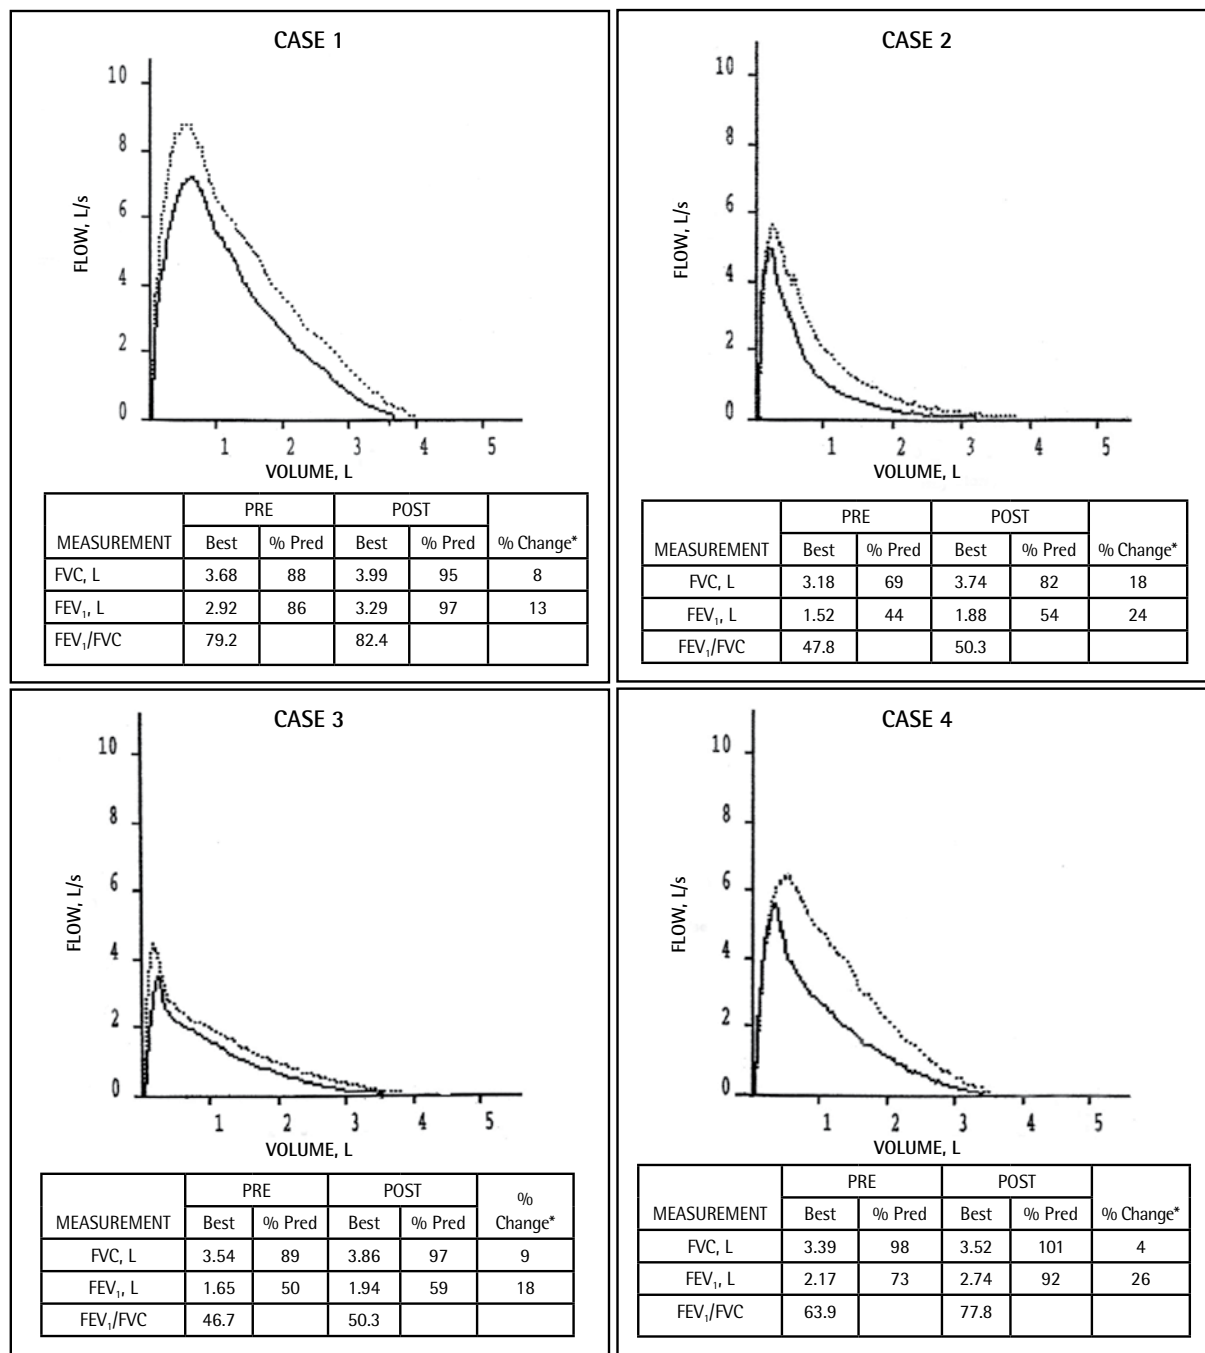 CASE 1
10
8
6
4
2
0
FLOW, L/s
1 2 3 4 5
VOLUME, L
PRE POST
MEASUREMENT Best % Pred Best % Pred % Change*
FVC, L 3.68 88 3.99 95 8
FEV₁, L 2.92 86 3.29 97 13
FEV₁/FVC 79.2 82.4
CASE 2
10
8
6
4
2
0
FLOW, L/s
1 2 3 4 5
VOLUME, L
PRE POST
MEASUREMENT Best % Pred Best % Pred % Change*
FVC, L 3.18 69 3.74 82 18
FEV₁, L 1.52 44 1.88 54 24
FEV₁/FVC 47.8 50.3
CASE 3
10
8
6
4
2
0
FLOW, L/s
1 2 3 4 5
VOLUME, L
PRE POST %
MEASUREMENT Best % Pred Best % Pred Change*
FVC, L 3.54 89 3.86 97 9
FEV₁, L 1.65 50 1.94 59 18
FEV₁/FVC 46.7 50.3
CASE 4
10
8
6
4
2
0
FLOW, L/s
1 2 3 4 5
VOLUME, L
PRE POST
MEASUREMENT Best % Pred Best % Pred % Change*
FVC, L 3.39 98 3.52 101 4
FEV₁, L 2.17 73 2.74 92 26
FEV₁/FVC 63.9 77.8